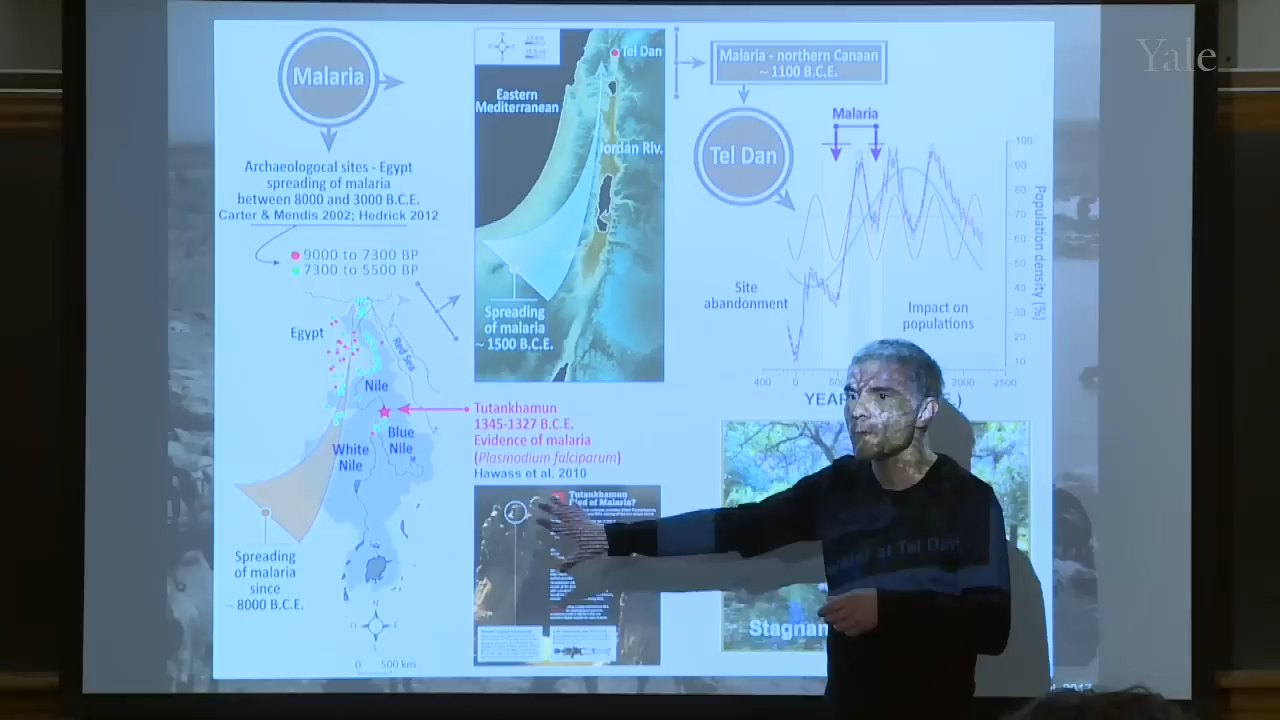 Yale
Malaria
Archaeologocal sites - Egypt
spreading of malaria
between 8000 and 3000 B.C.E.
Carter & Mendis 2002; Hedrick 2012
9000 to 7300 BP
7300 to 5500 BP
Egypt
Red Sea
Nile
White
Nile
Blue
Nile
Spreading
of malaria
since
~ 8000 B.C.E.
N
S
0 500 km
Tel Dan
Eastern
Mediterranean
Jordan Riv.
Spreading
of malaria
~ 1500 B.C.E.
Tutankhamun
1345-1327 B.C.E.
Evidence of malaria
(Plasmodium falciparum)
Hawass et al. 2010
Tutankhamun
Died of Malaria?
Malaria - northern Canaan
~ 1100 B.C.E.
Tel Dan
Malaria
100
90
80
70
60
50
40
30
20
10
Population density (%)
Site
abandonment
Impact on
populations
400 0 500 2000 2500
at Tel Dan
2017